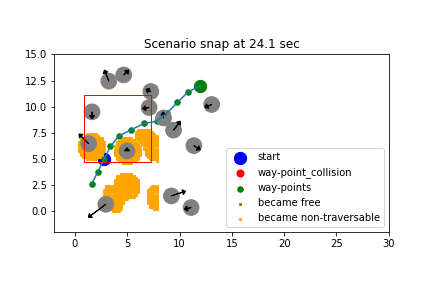 Scenario snap at 24.1 sec
15.0
12.5
10.0
7.5
5.0
2.5
0.0
0
5
10
15
20
25
30
start
way-point_collision
way-points
became free
became non-traversable